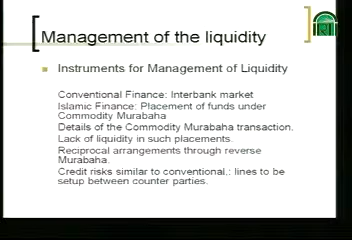 Management of the liquidity
IRTI
Instruments for Management of Liquidity
Conventional Finance: Interbank market
Islamic Finance: Placement of funds under
Commodity Murabaha
Details of the Commodity Murabaha transaction.
Lack of liquidity in such placements.
Reciprocal arrangements through reverse
Murabaha.
Credit risks similar to conventional,: lines to be
setup between counter parties.